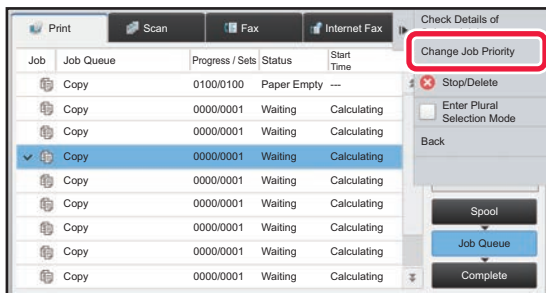 Print
Scan
Fax
Internet Fax
Check Details of
Change Job Priority
Stop/Delete
Enter Plural
Selection Mode
Back
Job Job Queue Progress / Sets Status Start
Time
Copy 0100/0100 Paper Empty ---
Copy 0000/0001 Waiting Calculating
Copy 0000/0001 Waiting Calculating
Copy 0000/0001 Waiting Calculating
Copy 0000/0001 Waiting Calculating
Copy 0000/0001 Waiting Calculating
Copy 0000/0001 Waiting Calculating
Copy 0000/0001 Waiting Calculating
Copy 0000/0001 Waiting Calculating
Spool
Job Queue
Complete